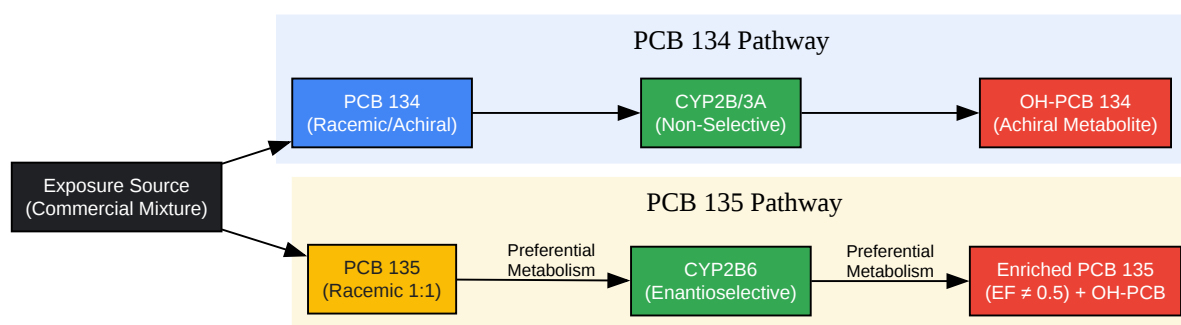 PCB 134 Pathway
PCB 134
(Racemic/Achiral)
CYP2B/3A
(Non-Selective)
OH-PCB 134
(Achiral Metabolite)
Exposure Source
(Commercial Mixture)
PCB 135 Pathway
PCB 135
(Racemic 1:1)
Preferential
Metabolism
CYP2B6
(Enantioselective)
Preferential
Metabolism
Enriched PCB 135
(EF ≠ 0.5) + OH-PCB